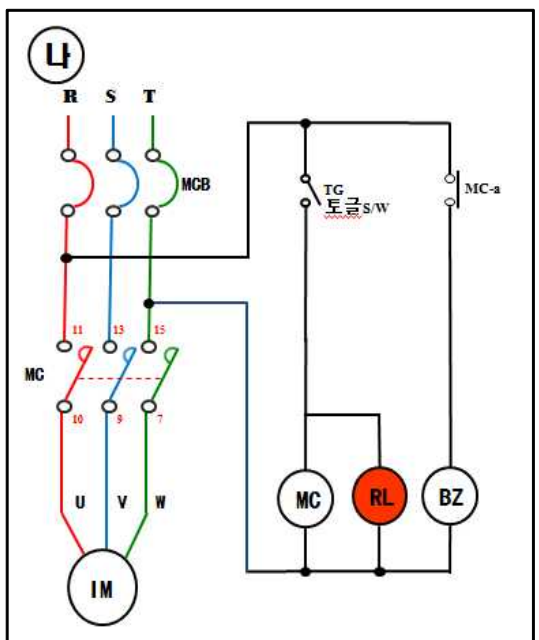 나
R S T
MCB
TG
토글S/W
MC-a
11 13 15
MC
10 9 7
U V W
MC RL BZ
IM